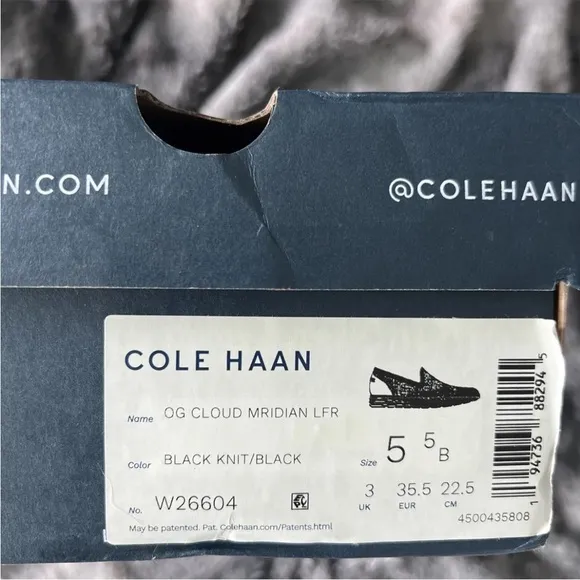 N.COM
@COLEHAAN
COLE HAAN
Name OG CLOUD MRIDIAN LFR
Color BLACK KNIT/BLACK
Size 5 5 B
No. W26604
3 35.5 22.5
UK EUR CM
May be patented. Pat. Colehaan.com/Patents.html
4500435808
1 94736 88294 5